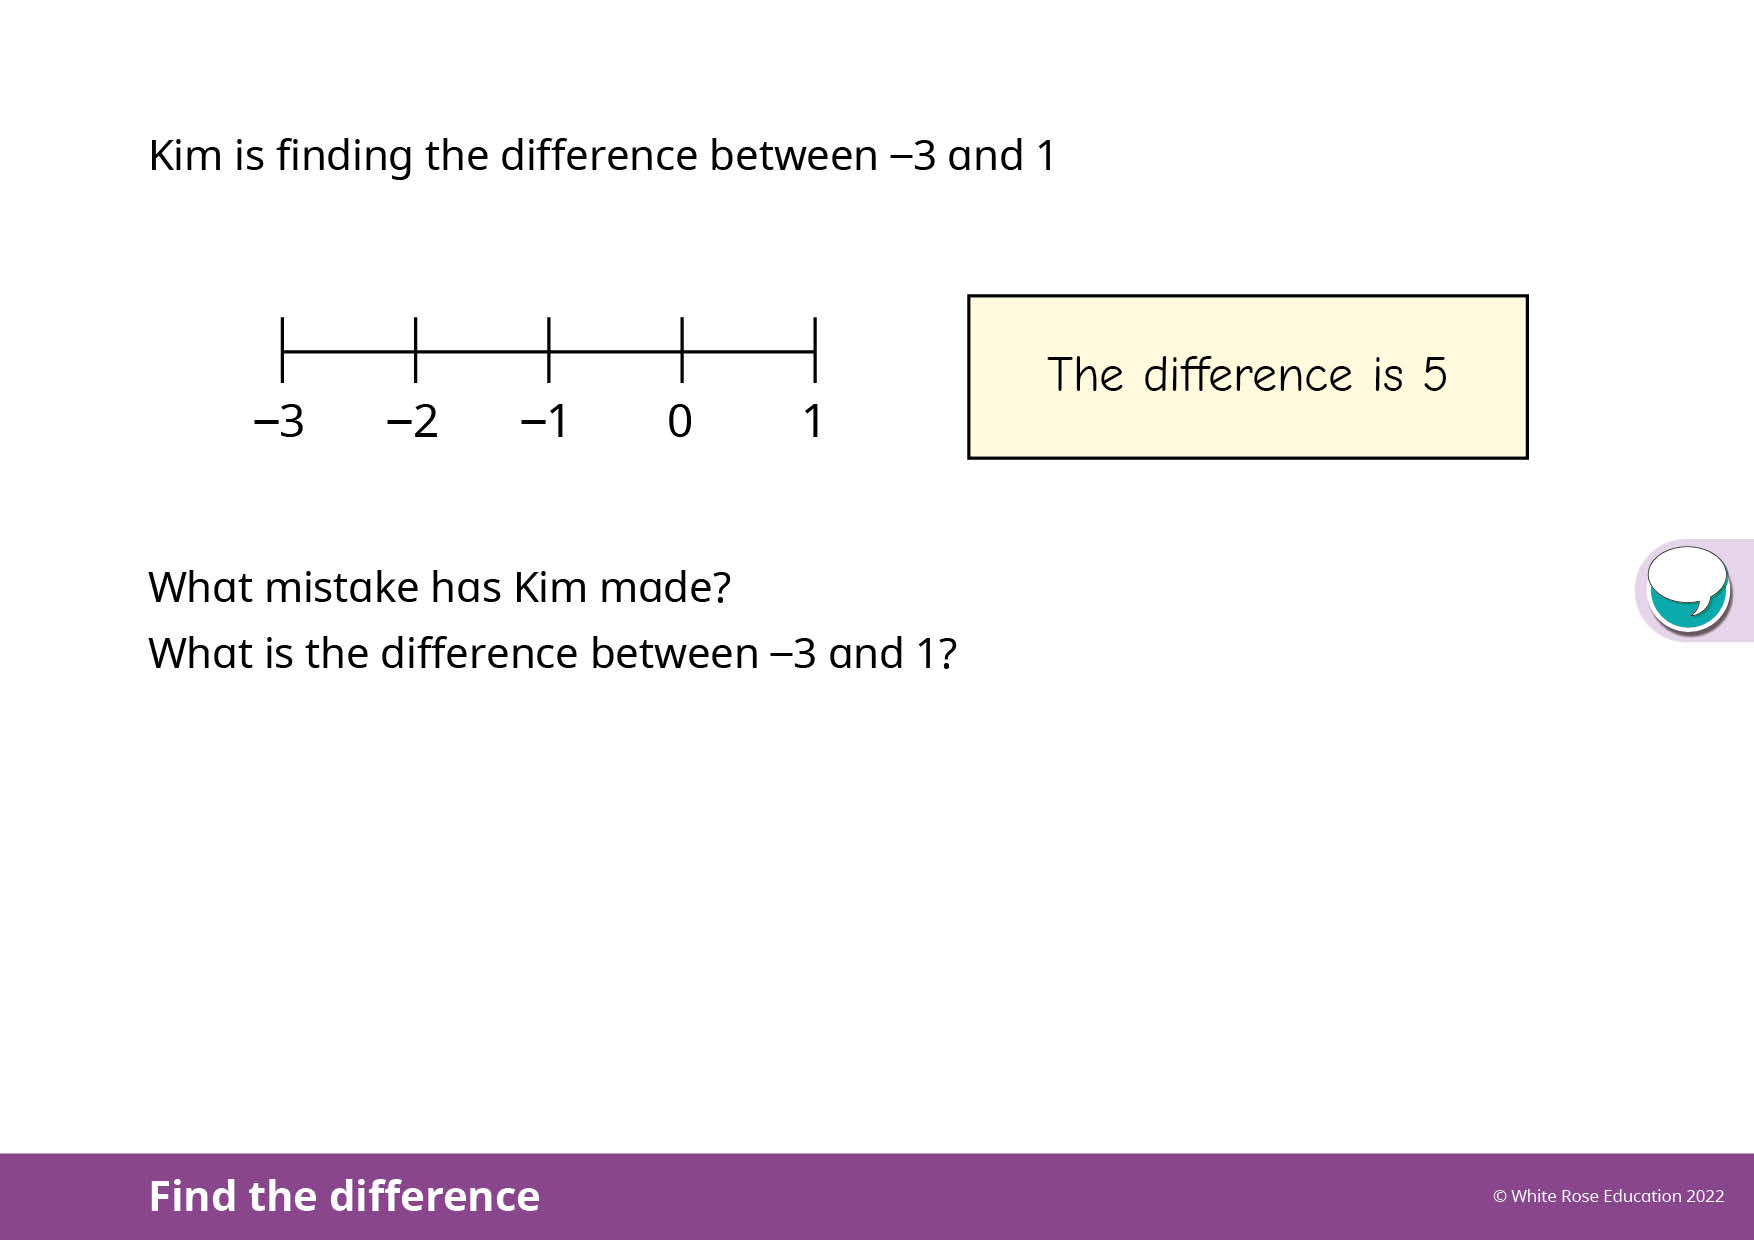 Kim is finding the difference between –3 and 1
–3 –2 –1 0 1
The difference is 5
What mistake has Kim made?
What is the difference between –3 and 1?
Find the difference
© White Rose Education 2022